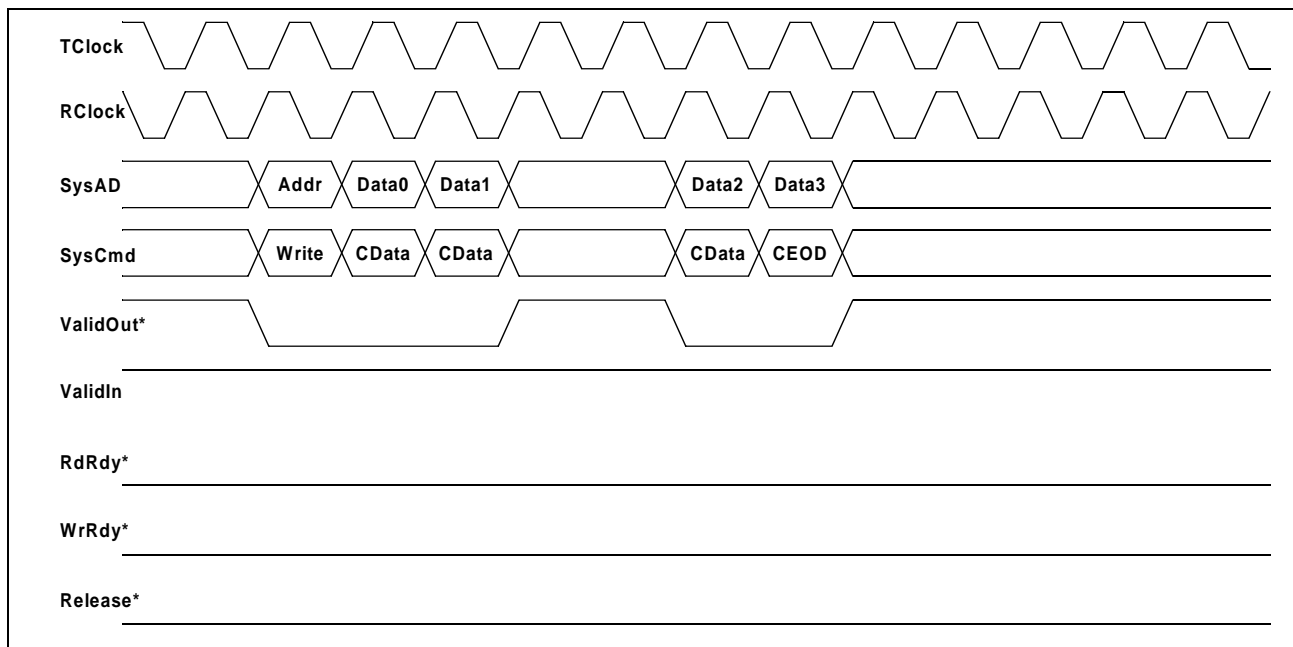 TClock
RClock
SysAD Addr Data0 Data1 Data2 Data3
SysCmd Write CData CData CData CEOD
ValidOut*
ValidIn
RdRdy*
WrRdy*
Release*